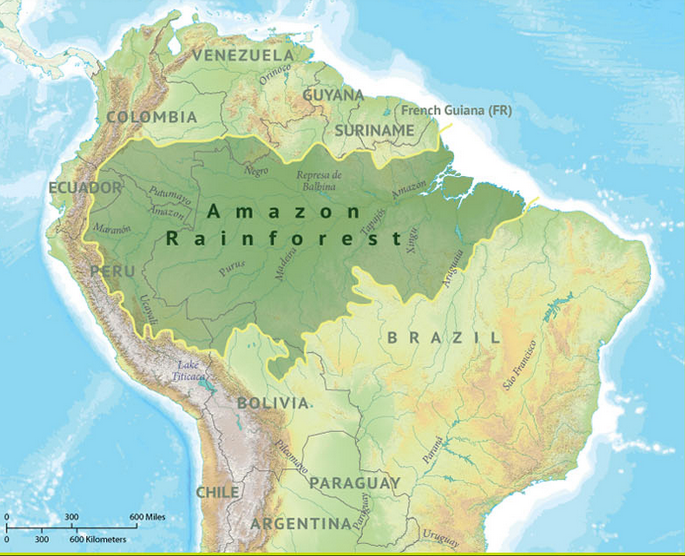 VENEZUELA
Orinoco
GUYANA
French Guiana (FR)
COLOMBIA
SURINAME
Negro
Represa de
Balbina
ECUADOR
Putumayo
Amazon
Amazon
Marañón
Amazon
Rainforest
Tapajós
Xingu
Purus
Madeira
Araguaia
PERU
Ucayali
BRAZIL
Lake
Titicaca
São Francisco
BOLIVIA
Pilcomayo
Paraná
PARAGUAY
CHILE
Paraguay
ARGENTINA
Uruguay
0 300 600 Miles
0 300 600 Kilometers